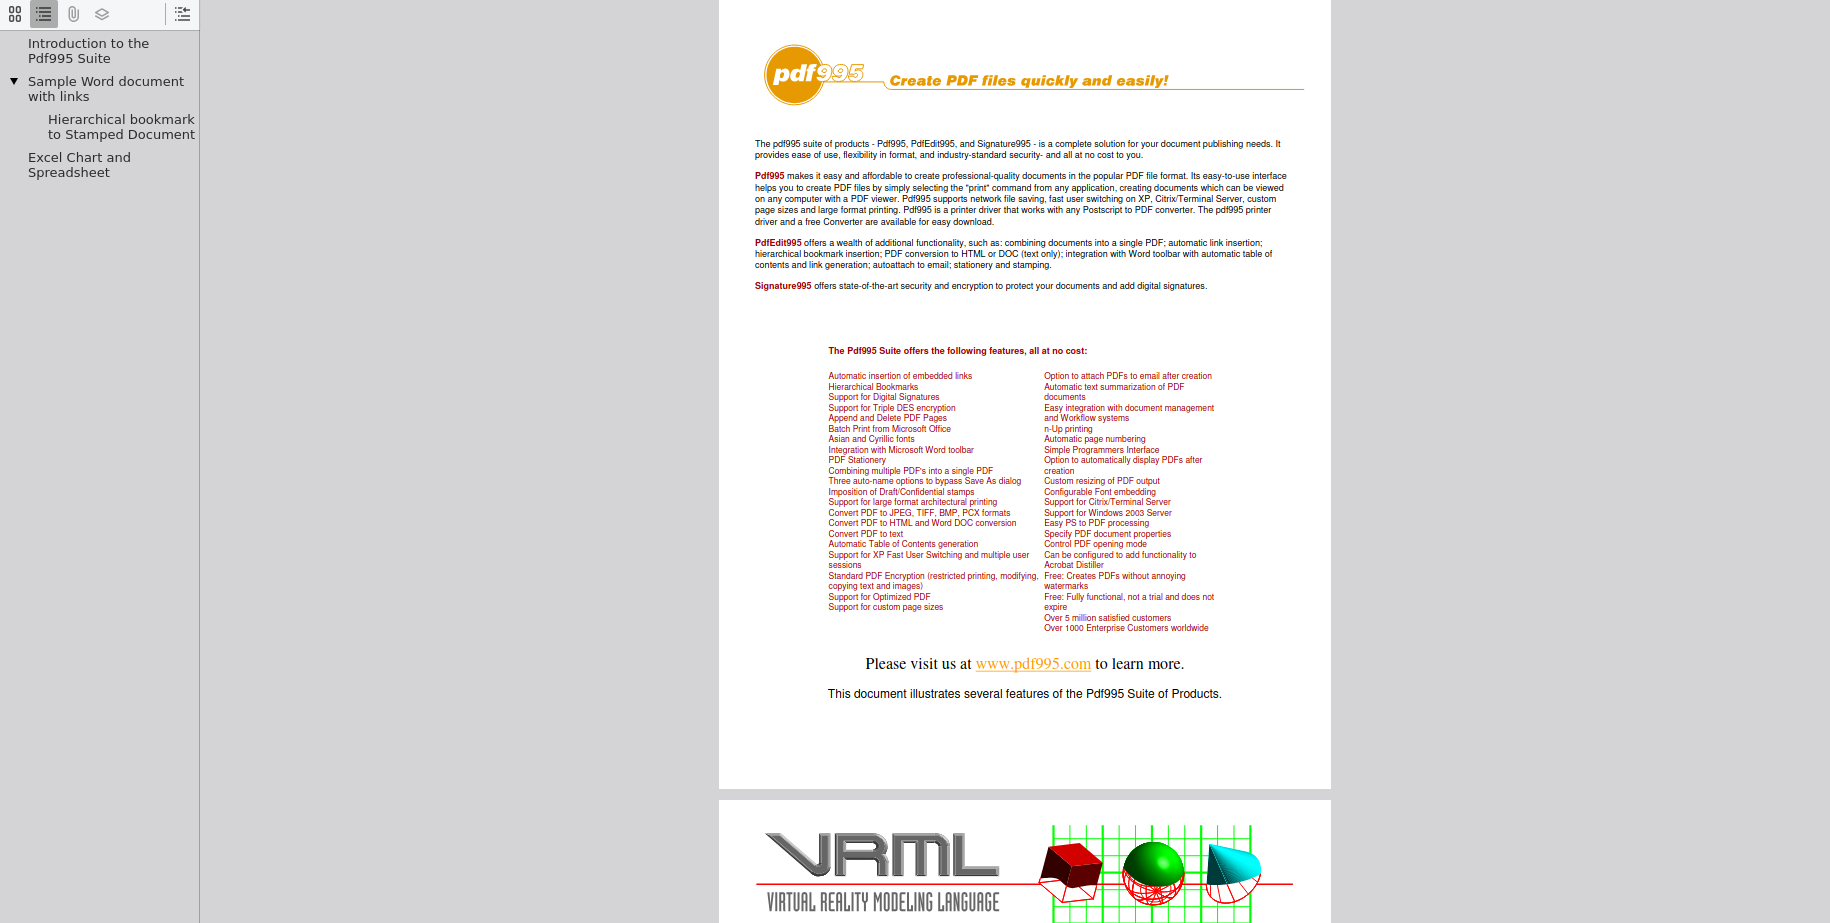 Introduction to the
Pdf995 Suite
Sample Word document
with links
Hierarchical bookmark
to Stamped Document
Excel Chart and
Spreadsheet
pdf995
Create PDF files quickly and easily!
The pdf995 suite of products - Pdf995, PdfEdit995, and Signature995 - is a complete solution for your document publishing needs. It
provides ease of use, flexibility in format, and industry-standard security- and all at no cost to you.
Pdf995 makes it easy and affordable to create professional-quality documents in the popular PDF file format. Its easy-to-use interface
helps you to create PDF files by simply selecting the "print" command from any application, creating documents which can be viewed
on any computer with a PDF viewer. Pdf995 supports network file saving, fast user switching on XP, Citrix/Terminal Server, custom
page sizes and large format printing. Pdf995 is a printer driver that works with any Postscript to PDF converter. The pdf995 printer
driver and a free Converter are available for easy download.
PdfEdit995 offers a wealth of additional functionality, such as: combining documents into a single PDF; automatic link insertion;
hierarchical bookmark insertion; PDF conversion to HTML or DOC (text only); integration with Word toolbar with automatic table of
contents and link generation; autoattach to email; stationery and stamping.
Signature995 offers state-of-the-art security and encryption to protect your documents and add digital signatures.
The Pdf995 Suite offers the following features, all at no cost:
Automatic insertion of embedded links
Hierarchical Bookmarks
Support for Digital Signatures
Support for Triple DES encryption
Append and Delete PDF Pages
Batch Print from Microsoft Office
Asian and Cyrillic fonts
Integration with Microsoft Word toolbar
PDF Stationery
Combining multiple PDF's into a single PDF
Three auto-name options to bypass Save As dialog
Imposition of Draft/Confidential stamps
Support for large format architectural printing
Convert PDF to JPEG, TIFF, BMP, PCX formats
Convert PDF to HTML and Word DOC conversion
Convert PDF to text
Automatic Table of Contents generation
Support for XP Fast User Switching and multiple user
sessions
Standard PDF Encryption (restricted printing, modifying,
copying text and images)
Support for Optimized PDF
Support for custom page sizes
Option to attach PDFs to email after creation
Automatic text summarization of PDF
documents
Easy integration with document management
and Workflow systems
n-Up printing
Automatic page numbering
Simple Programmers Interface
Option to automatically display PDFs after
creation
Custom resizing of PDF output
Configurable Font embedding
Support for Citrix/Terminal Server
Support for Windows 2003 Server
Easy PS to PDF processing
Specify PDF document properties
Control PDF opening mode
Can be configured to add functionality to
Acrobat Distiller
Free: Creates PDFs without annoying
watermarks
Free: Fully functional, not a trial and does not
expire
Over 5 million satisfied customers
Over 1000 Enterprise Customers worldwide
Please visit us at www.pdf995.com to learn more.
This document illustrates several features of the Pdf995 Suite of Products.
VRML
VIRTUAL REALITY MODELING LANGUAGE